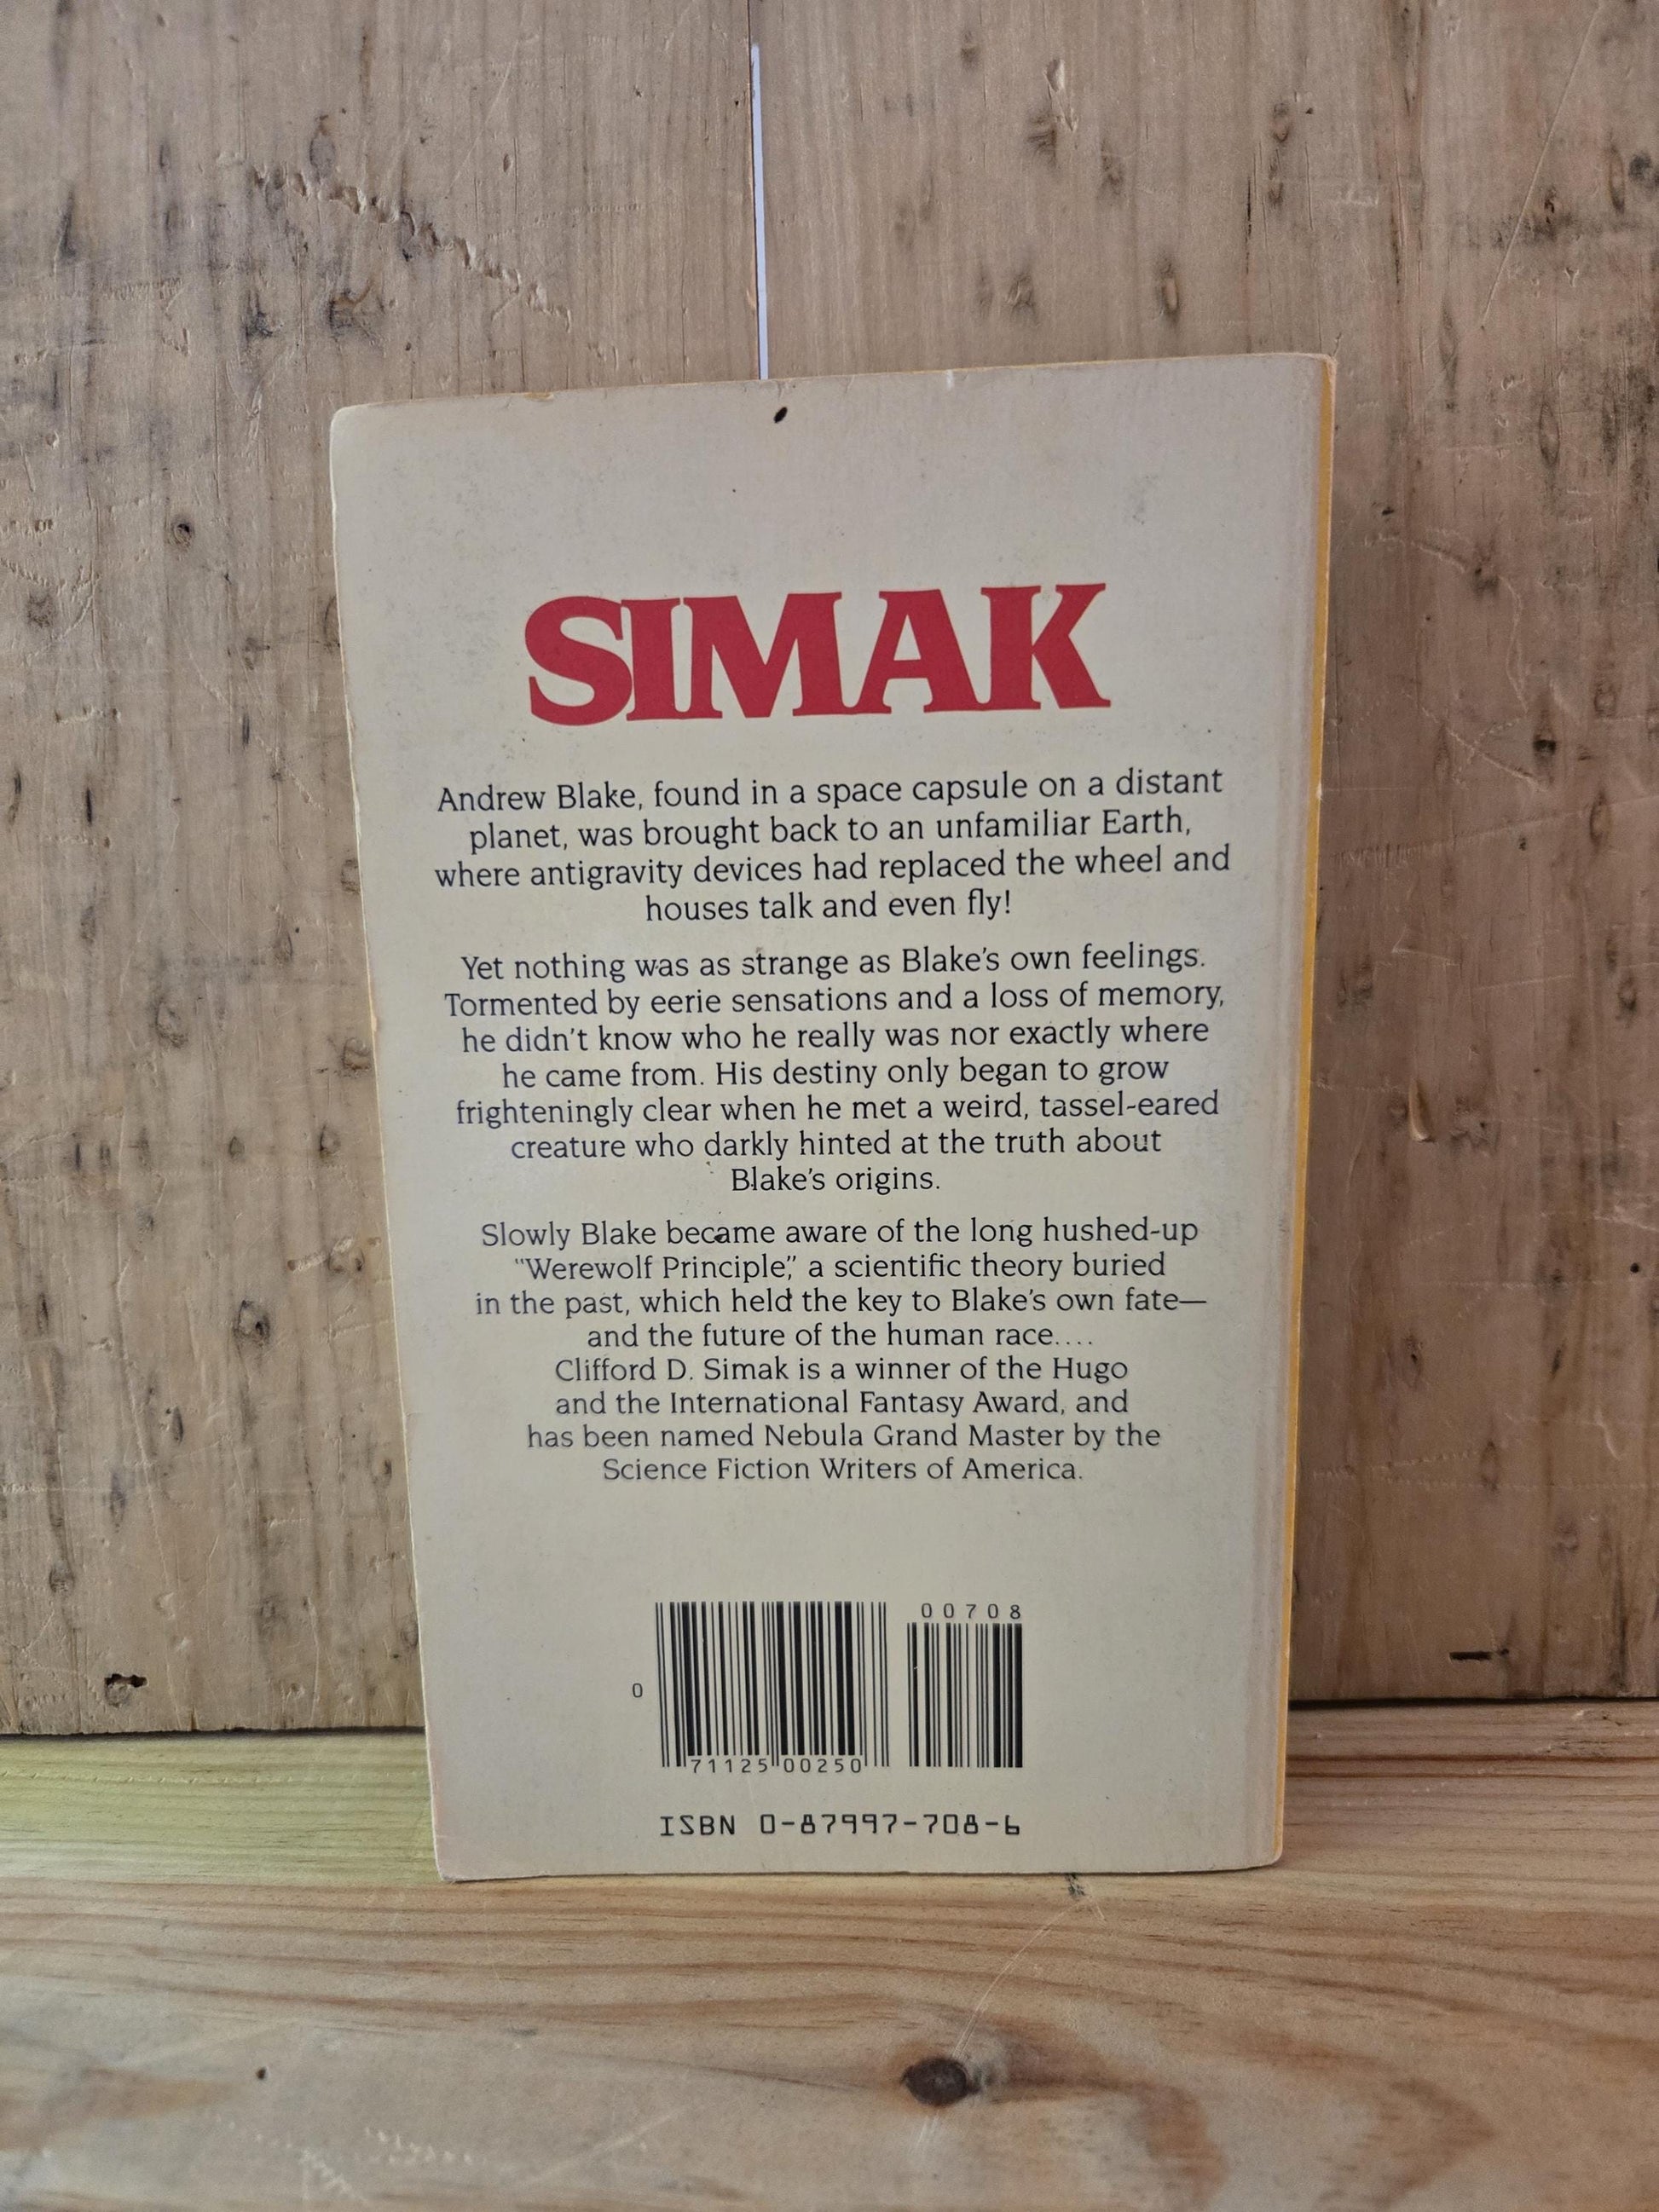 SIMAK
Andrew Blake, found in a space capsule on a distant
planet, was brought back to an unfamiliar Earth,
where antigravity devices had replaced the wheel and
houses talk and even fly!
Yet nothing was as strange as Blake's own feelings.
Tormented by eerie sensations and a loss of memory,
he didn't know who he really was nor exactly where
he came from. His destiny only began to grow
frighteningly clear when he met a weird, tassel-eared
creature who darkly hinted at the truth about
Blake's origins.
Slowly Blake became aware of the long hushed-up
"Werewolf Principle," a scientific theory buried
in the past, which held the key to Blake's own fate—
and the future of the human race....
Clifford D. Simak is a winner of the Hugo
and the International Fantasy Award, and
has been named Nebula Grand Master by the
Science Fiction Writers of America.
00708
0
71125 00250
ISBN 0-87997-708-6